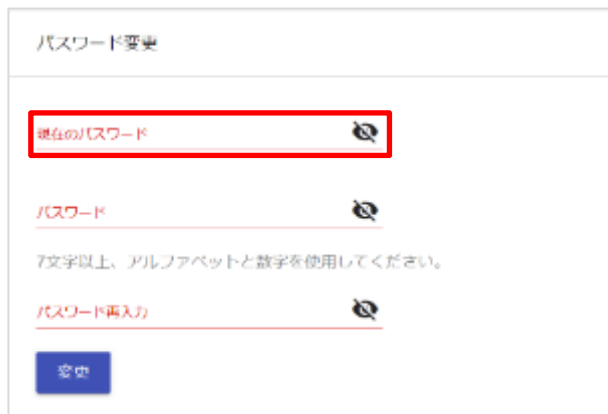 パスワード変更
現在のパスワード
パスワード
7文字以上、アルファベットと数字を使用してください。
パスワード再入力
変更